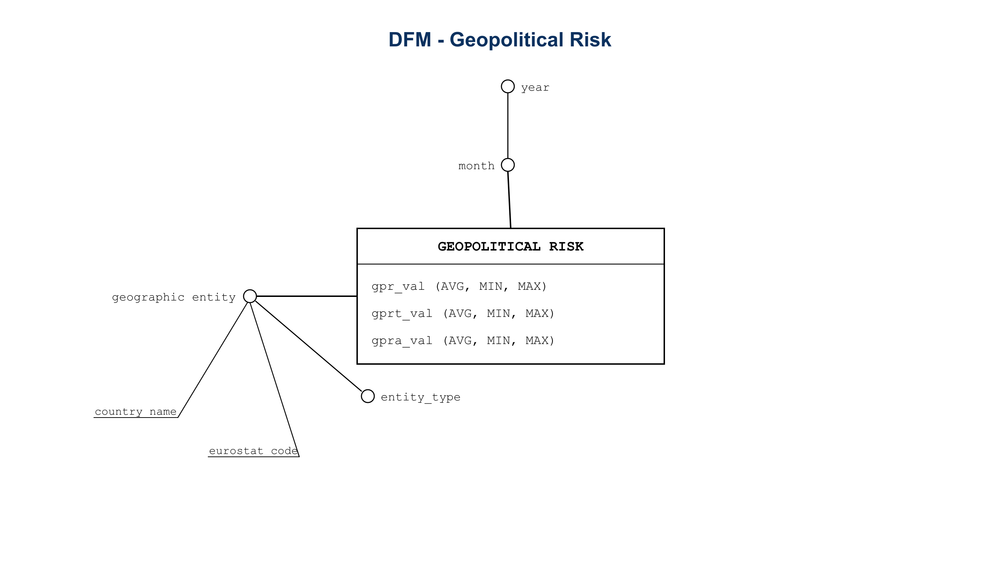 DFM - Geopolitical Risk
year
month
GEOPOLITICAL RISK
gpr_val (AVG, MIN, MAX)
geographic entity
gprt_val (AVG, MIN, MAX)
gpra_val (AVG, MIN, MAX)
entity_type
country name
eurostat code